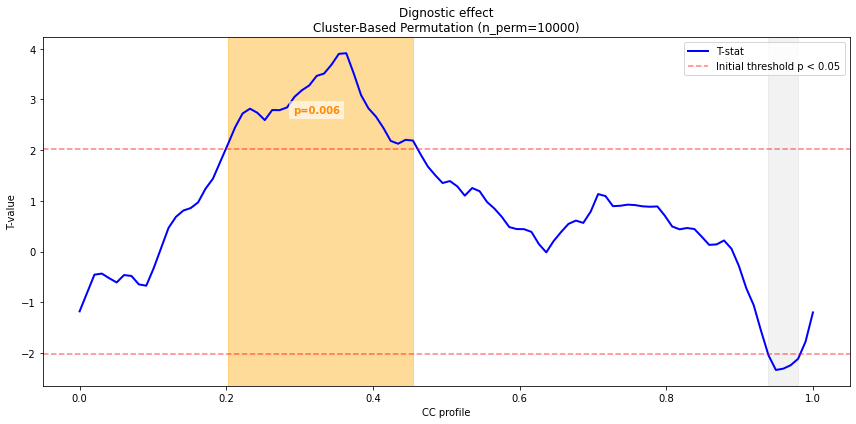 Dignostic effect
Cluster-Based Permutation (n_perm=10000)
T-stat
Initial threshold p < 0.05
p=0.006
T-value
4
3
2
1
0
−1
−2
0.0
0.2
0.4
0.6
0.8
1.0
CC profile